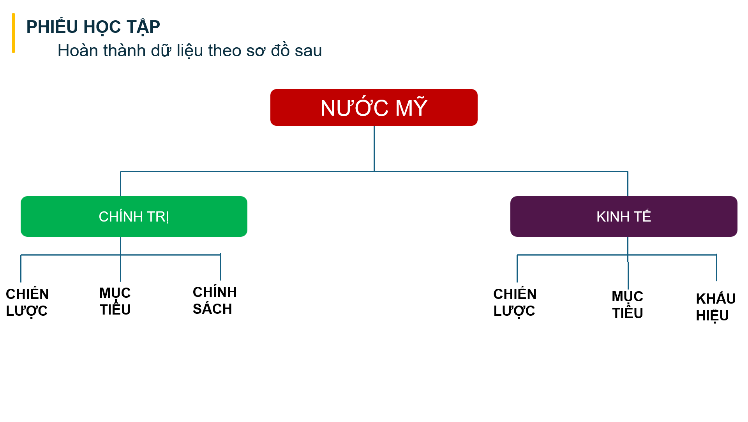 PHIẾU HỌC TẬP
Hoàn thành dữ liệu theo sơ đồ sau
NƯỚC MỸ
CHÍNH TRỊ
KINH TẾ
CHIẾN
LƯỢC
MỤC
TIÊU
CHÍNH
SÁCH
CHIẾN
LƯỢC
MỤC
TIÊU
KHẨU
HIỆU